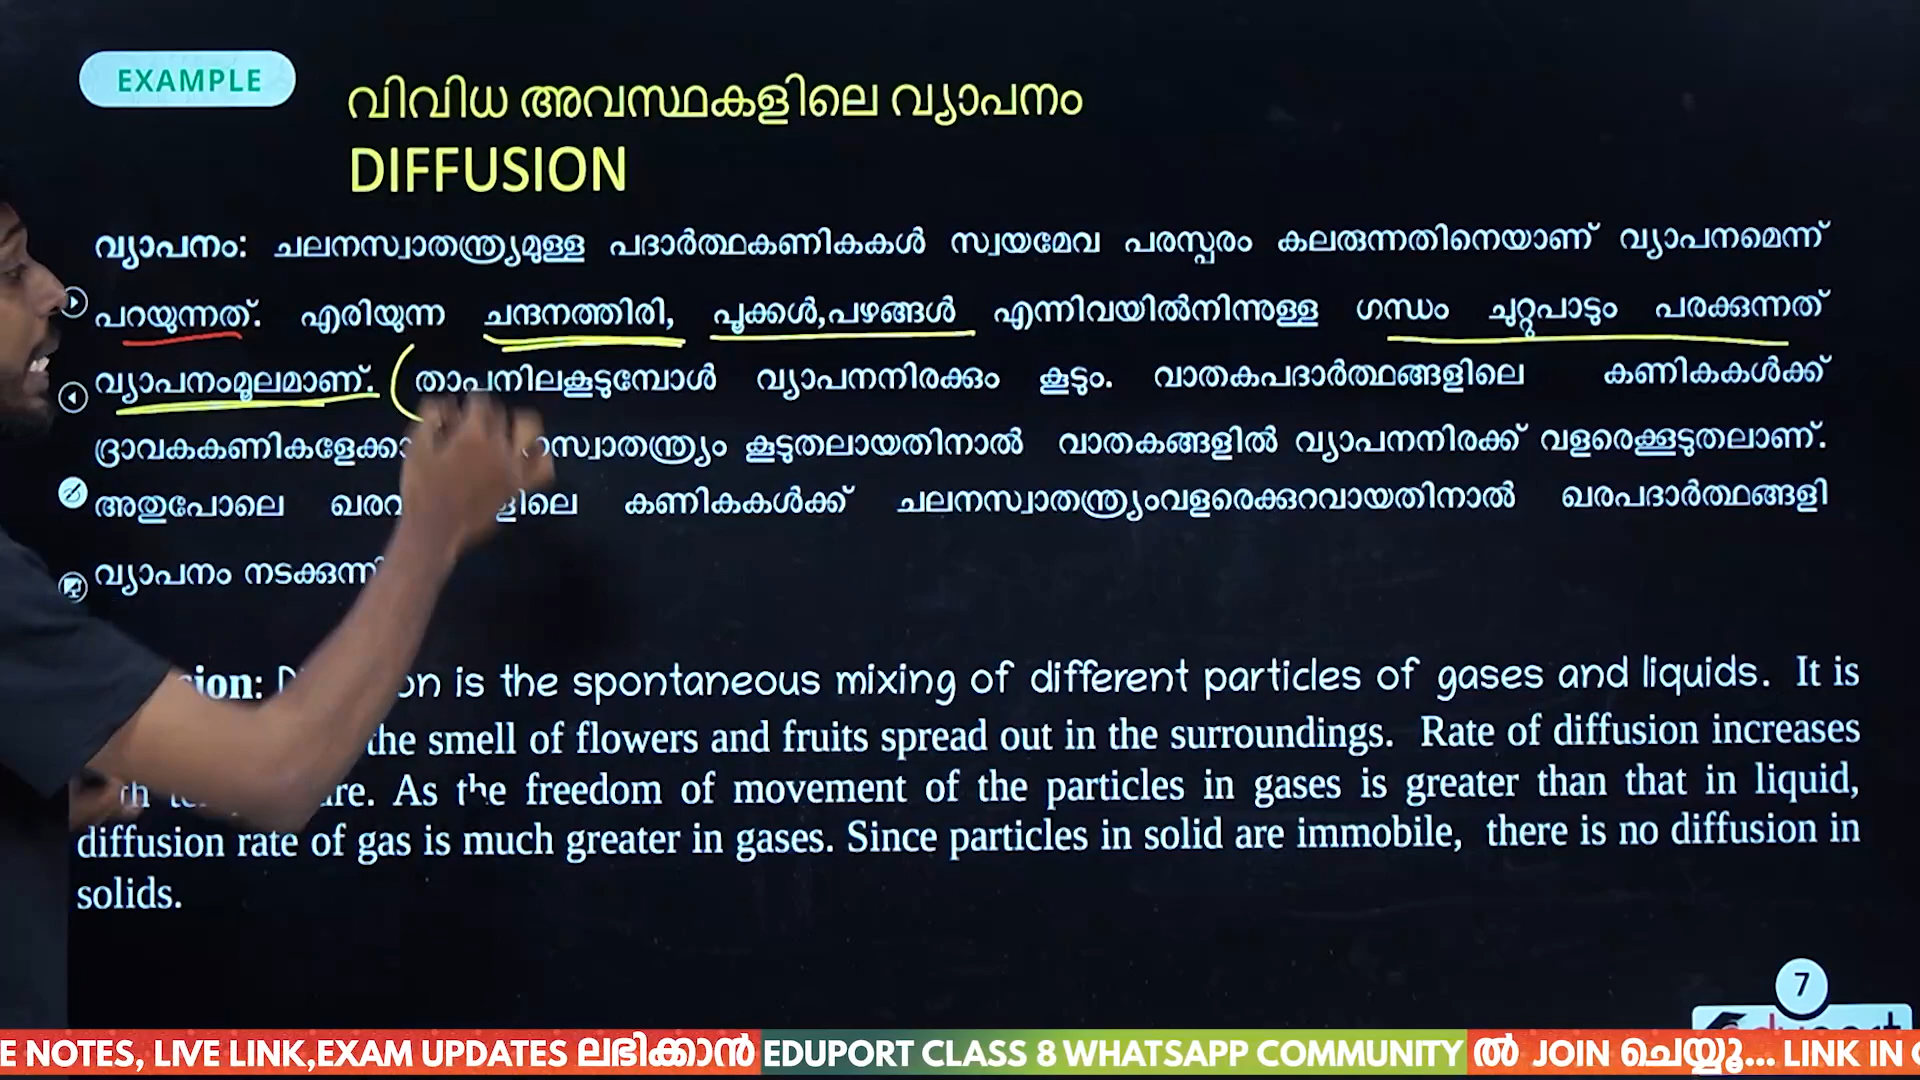 EXAMPLE
വിവിധ അവസ്ഥകളിലെ വ്യാപനം
DIFFUSION
വ്യാപനം: ചലനസ്വാതന്ത്ര്യമുള്ള പദാർത്ഥകണികകൾ സ്വയമേവ പരസ്പരം കലരുന്നതിനെയാണ് വ്യാപനമെന്ന്
പറയുന്നത്. എരിയുന്ന ചന്ദനത്തിരി, പൂക്കൾ,പഴങ്ങൾ എന്നിവയിൽനിന്നുള്ള ഗന്ധം ചുറ്റുപാടും പരക്കുന്നത്
വ്യാപനംമൂലമാണ്. താപനിലകൂടുമ്പോൾ വ്യാപനനിരക്കും കൂടും. വാതകപദാർത്ഥങ്ങളിലെ കണികകൾക്ക്
കൂടുതലായതിനാൽ വാതകങ്ങളിൽ വ്യാപനനിരക്ക് വളരെക്കൂടുതലാണ്.
അതുപോലെ കണികകൾക്ക് ചലനസ്വാതന്ത്ര്യംവളരെക്കുറവായതിനാൽ ഖരപദാർത്ഥങ്ങളി
വ്യാപനം
is the spontaneous mixing of different particles of gases and liquids. It is
the smell of flowers and fruits spread out in the surroundings. Rate of diffusion increases
As the freedom of movement of the particles in gases is greater than that in liquid,
diffusion rate of gas is much greater in gases. Since particles in solid are immobile, there is no diffusion in
solids.
7
E NOTES, LIVE LINK,EXAM UPDATES ലഭിക്കാൻ EDUPORT CLASS 8 WHATSAPP COMMUNITY ൽ JOIN ചെയ്യൂ... LINK IN